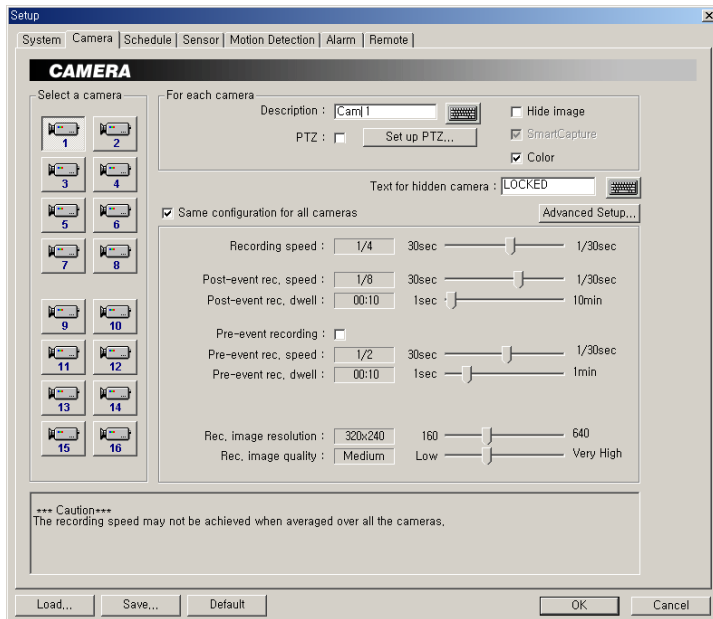 Setup
System Camera Schedule Sensor Motion Detection Alarm Remote
CAMERA
Select a camera
1 2
3 4
5 6
7 8
9 10
11 12
13 14
15 16
For each camera
Description : Cam 1
Hide image
PTZ : Set up PTZ...
SmartCapture
Color
Text for hidden camera : LOCKED
Same configuration for all cameras
Advanced Setup...
Recording speed : 1/4 30sec 1/30sec
Post-event rec. speed : 1/8 30sec 1/30sec
Post-event rec. dwell : 00:10 1sec 10min
Pre-event recording :
Pre-event rec. speed : 1/2 30sec 1/30sec
Pre-event rec. dwell : 00:10 1sec 1min
Rec. image resolution : 320x240 160 640
Rec. image quality : Medium Low Very High
*** Caution***
The recording speed may not be achieved when averaged over all the cameras.
Load... Save... Default OK Cancel